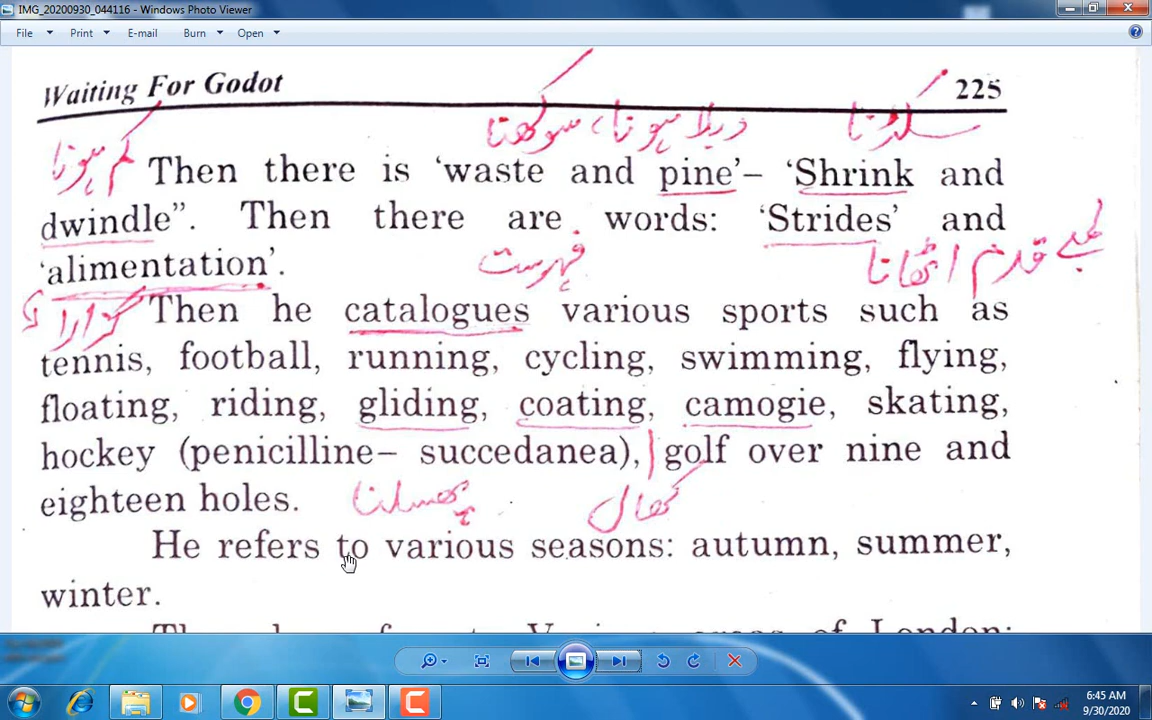 IMG_20200930_044116 - Windows Photo Viewer
File Print E-mail Burn Open
Waiting For Godot 225
کم ہونا دبلا ہونا، سوکھنا سکڑنا
Then there is ‘waste and pine’– ‘Shrink and
dwindle”. Then there are words: ‘Strides’ and
لمبے قدم اٹھانا
‘alimentation’. فہرست
گزارا
Then he catalogues various sports such as
tennis, football, running, cycling, swimming, flying,
floating, riding, gliding, coating, camogie, skating,
hockey (penicilline– succedanea), golf over nine and
eighteen holes. پھسلنا کھال
He refers to various seasons: autumn, summer,
winter.
6:45 AM
9/30/2020